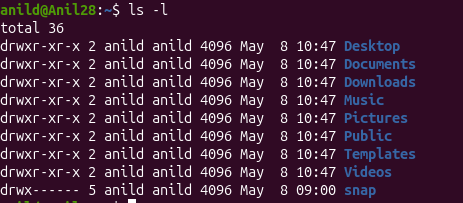 anild@Anil28:~$ ls -l
total 36
drwxr-xr-x 2 anild anild 4096 May  8 10:47 Desktop
drwxr-xr-x 2 anild anild 4096 May  8 10:47 Documents
drwxr-xr-x 2 anild anild 4096 May  8 10:47 Downloads
drwxr-xr-x 2 anild anild 4096 May  8 10:47 Music
drwxr-xr-x 2 anild anild 4096 May  8 10:47 Pictures
drwxr-xr-x 2 anild anild 4096 May  8 10:47 Public
drwxr-xr-x 2 anild anild 4096 May  8 10:47 Templates
drwxr-xr-x 2 anild anild 4096 May  8 10:47 Videos
drwx------ 5 anild anild 4096 May  8 09:00 snap